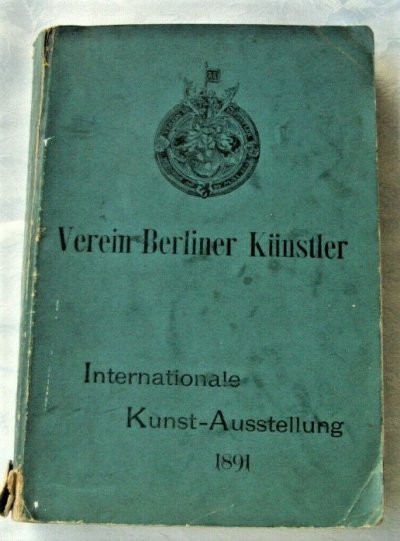 Verein Berliner Künstler
Internationale
Kunst-Ausstellung
1891